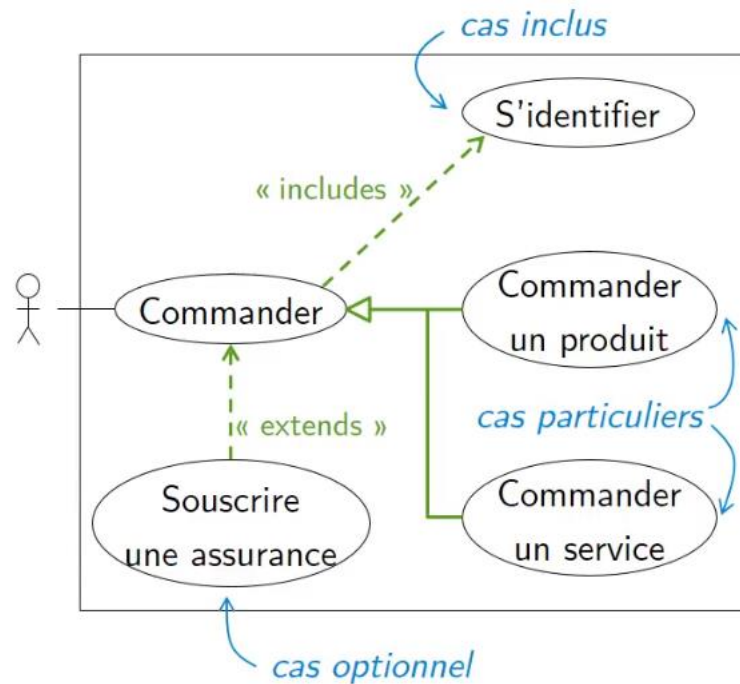 cas inclus
S'identifier
« includes »
Commander
Commander
un produit
cas particuliers
« extends »
Souscrire
une assurance
Commander
un service
cas optionnel